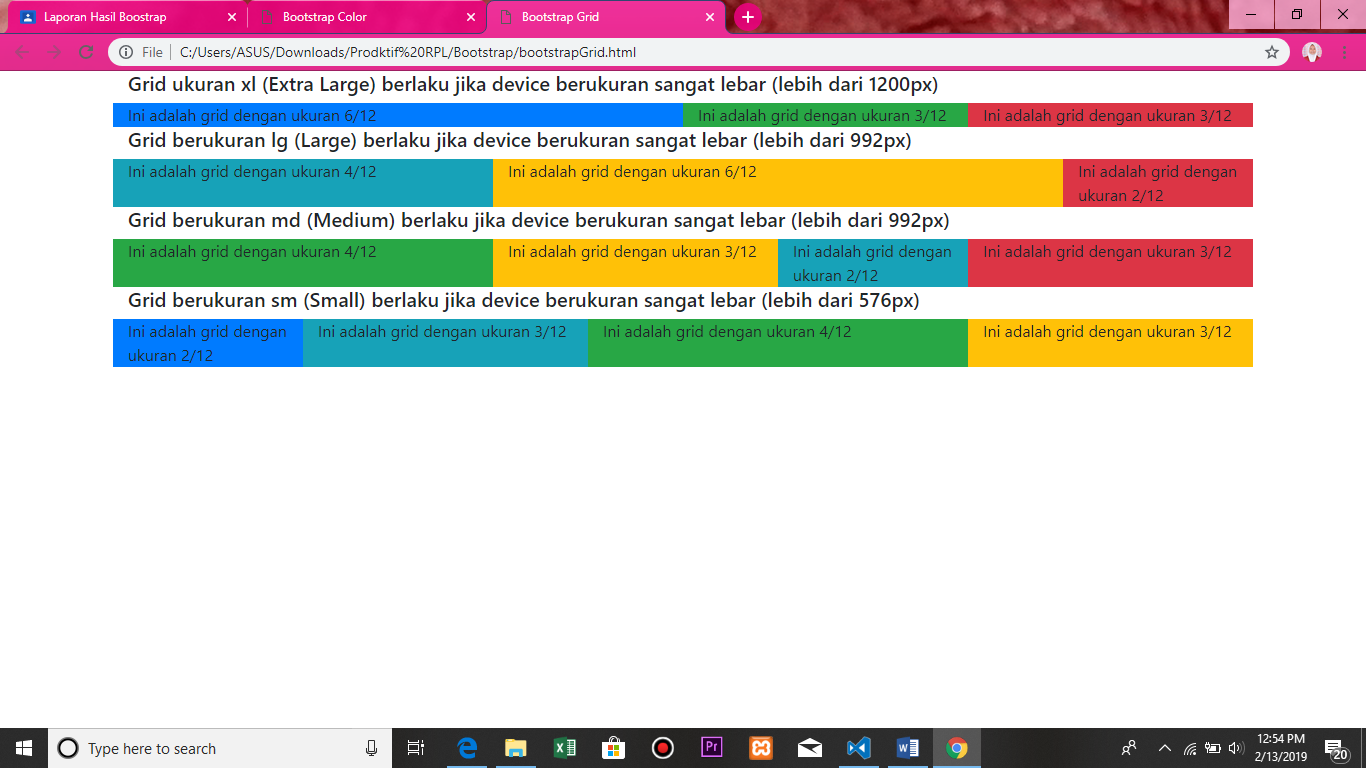 Laporan Hasil Boostrap
Bootstrap Color
Bootstrap Grid
File
C:/Users/ASUS/Downloads/Prodktif%20RPL/Bootstrap/bootstrapGrid.html
Grid ukuran xl (Extra Large) berlaku jika device berukuran sangat lebar (lebih dari 1200px)
Ini adalah grid dengan ukuran 6/12
Ini adalah grid dengan ukuran 3/12
Ini adalah grid dengan ukuran 3/12
Grid berukuran lg (Large) berlaku jika device berukuran sangat lebar (lebih dari 992px)
Ini adalah grid dengan ukuran 4/12
Ini adalah grid dengan ukuran 6/12
Ini adalah grid dengan
ukuran 2/12
Grid berukuran md (Medium) berlaku jika device berukuran sangat lebar (lebih dari 992px)
Ini adalah grid dengan ukuran 4/12
Ini adalah grid dengan ukuran 3/12
Ini adalah grid dengan
ukuran 2/12
Ini adalah grid dengan ukuran 3/12
Grid berukuran sm (Small) berlaku jika device berukuran sangat lebar (lebih dari 576px)
Ini adalah grid dengan
ukuran 2/12
Ini adalah grid dengan ukuran 3/12
Ini adalah grid dengan ukuran 4/12
Ini adalah grid dengan ukuran 3/12
Type here to search
Pr
12:54 PM
2/13/2019
20